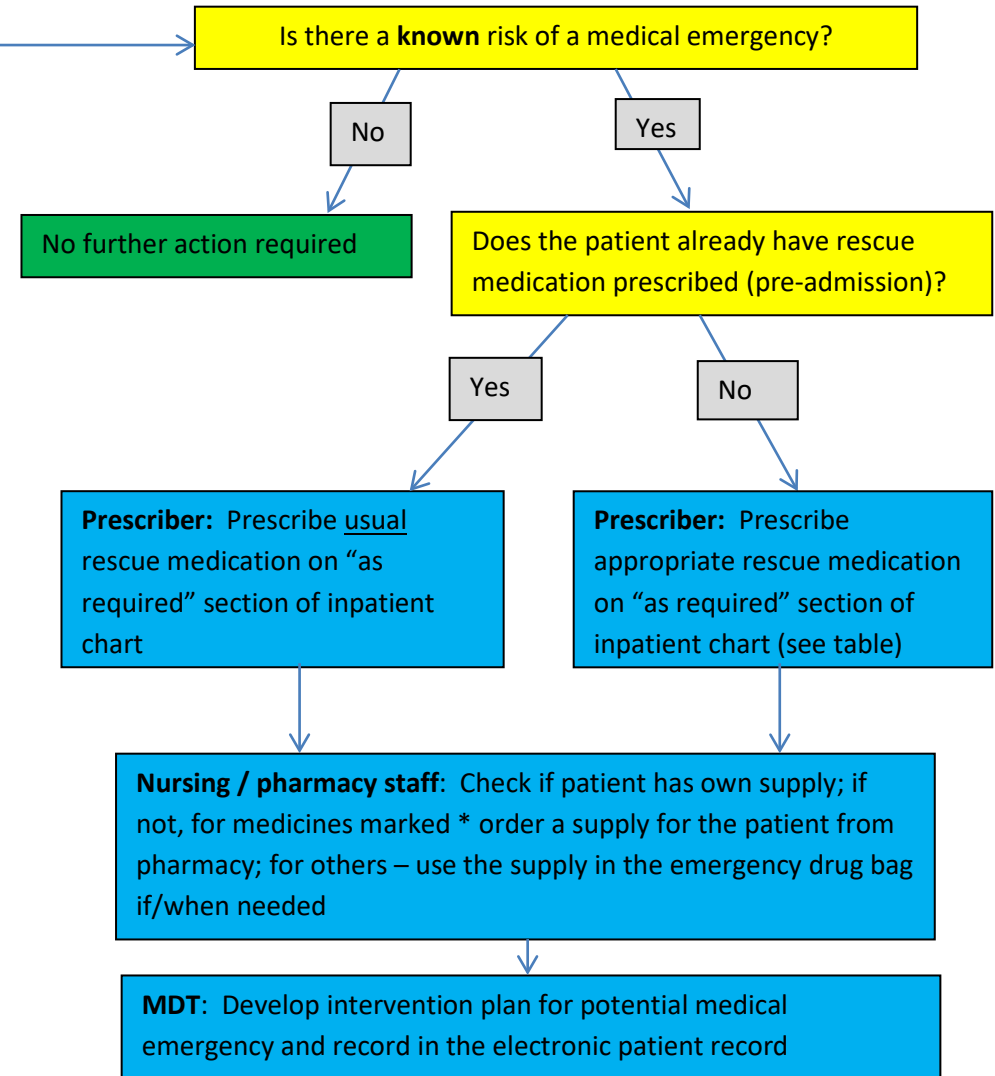 Is there a known risk of a medical emergency?
No
Yes
No further action required
Does the patient already have rescue
medication prescribed (pre-admission)?
Yes
No
Prescriber: Prescribe usual
rescue medication on “as
required” section of inpatient
chart
Prescriber: Prescribe
appropriate rescue medication
on “as required” section of
inpatient chart (see table)
Nursing / pharmacy staff: Check if patient has own supply; if
not, for medicines marked * order a supply for the patient from
pharmacy; for others – use the supply in the emergency drug bag
if/when needed
MDT: Develop intervention plan for potential medical
emergency and record in the electronic patient record